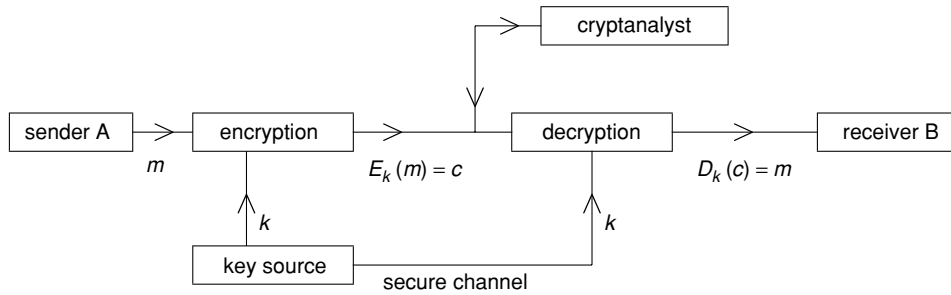 cryptanalyst
sender A
encryption
decryption
receiver B
m
E_k (m) = c
D_k (c) = m
k
k
key source
secure channel